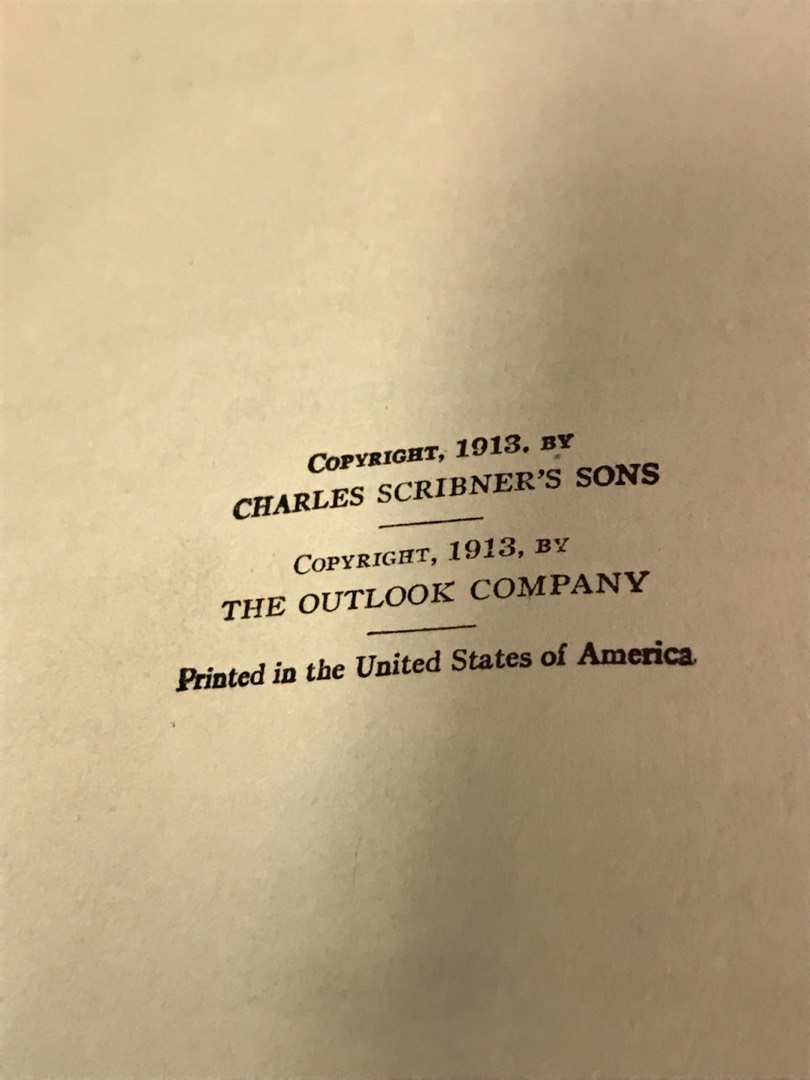 COPYRIGHT, 1913. BY
CHARLES SCRIBNER'S SONS
COPYRIGHT, 1913, BY
THE OUTLOOK COMPANY
Printed in the United States of America